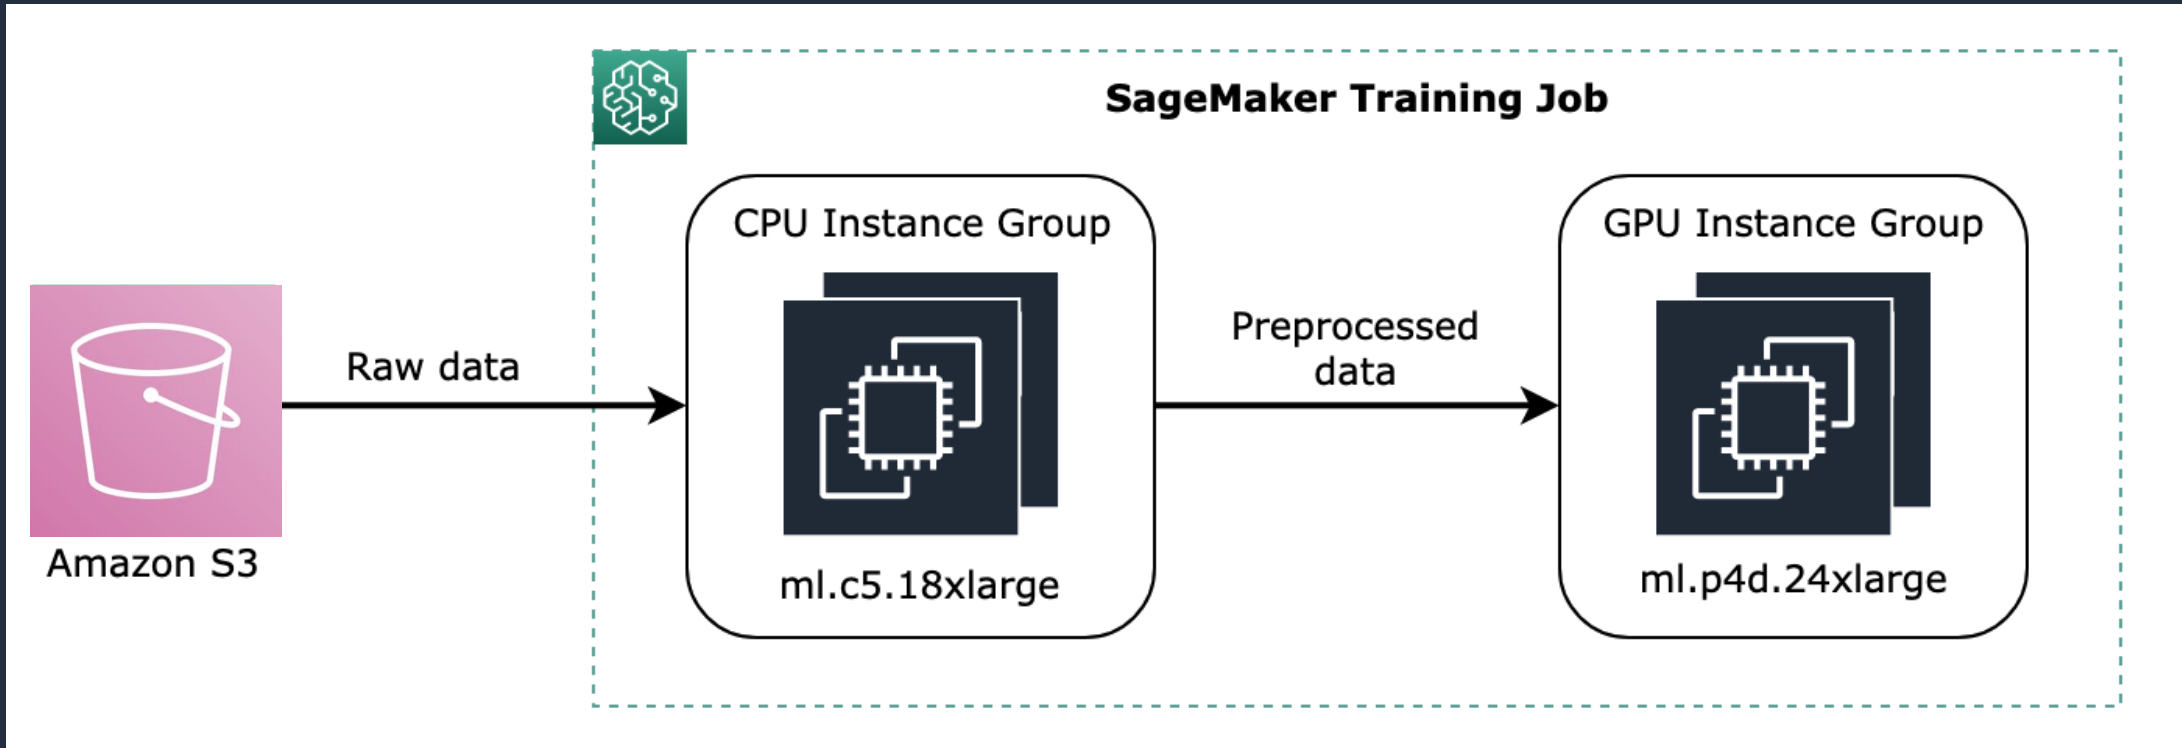 SageMaker Training Job
CPU Instance Group
GPU Instance Group
Raw data
Preprocessed
data
Amazon S3
ml.c5.18xlarge
ml.p4d.24xlarge